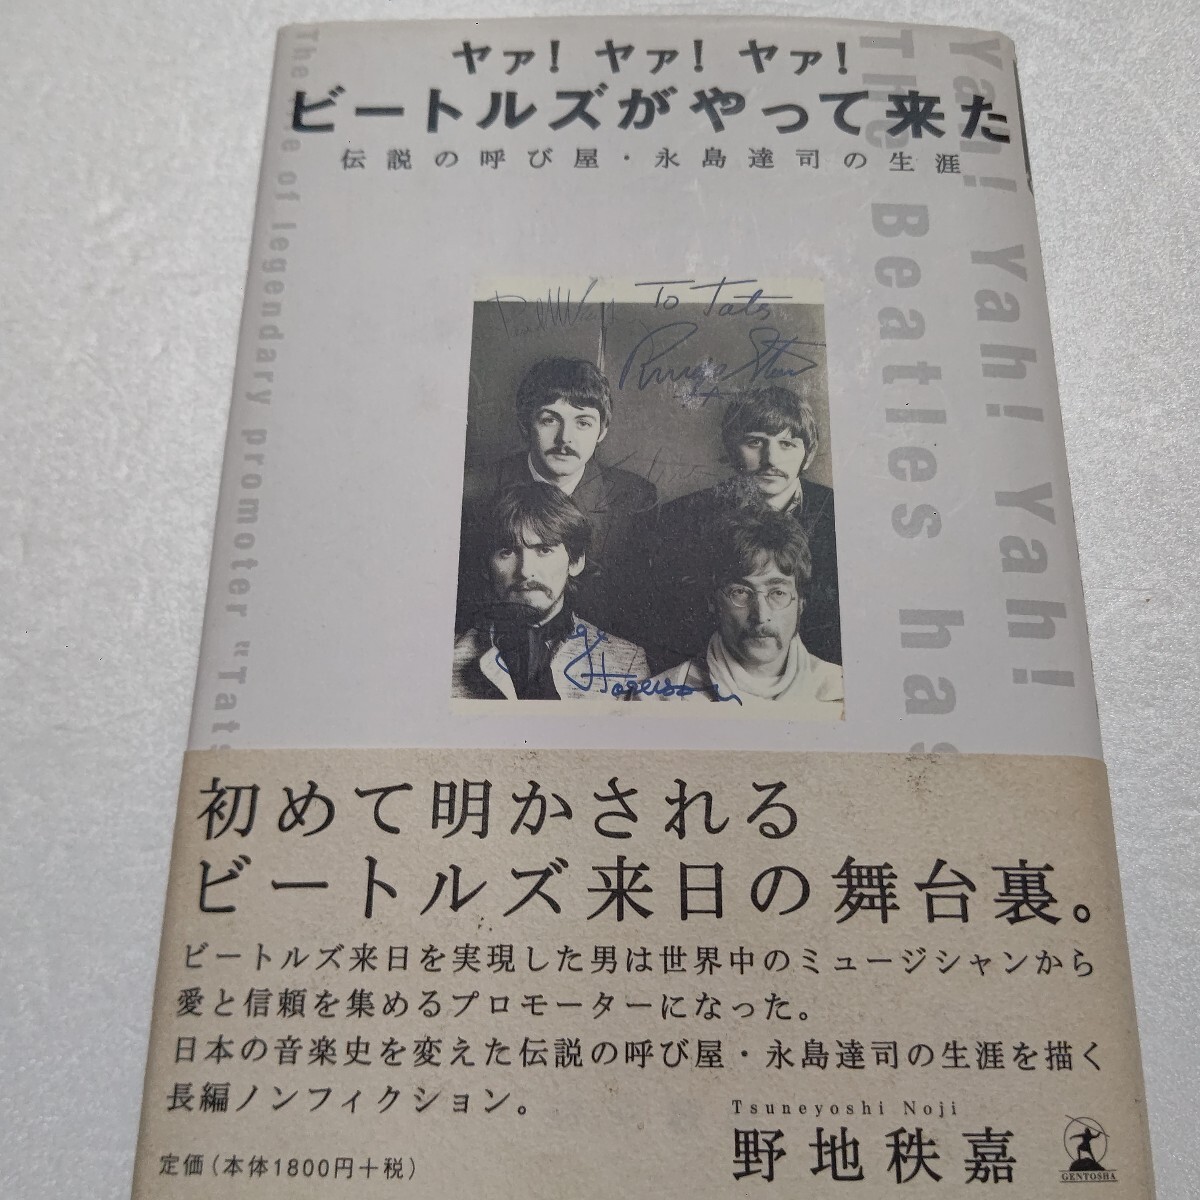 ヤァ! ヤァ! ヤァ!
ビートルズがやって来た
伝説の呼び屋・永島達司の生涯
Yah! Yah! Yah!
The Beatles has
The life of legendary promoter "Tats
To Tats
初めて明かされる
ビートルズ来日の舞台裏。
ビートルズ来日を実現した男は世界中のミュージシャンから
愛と信頼を集めるプロモーターになった。
日本の音楽史を変えた伝説の呼び屋・永島達司の生涯を描く
長編ノンフィクション。
Tsuneyoshi Noji
野地秩嘉
GENTOSHA
定価(本体1800円+税)